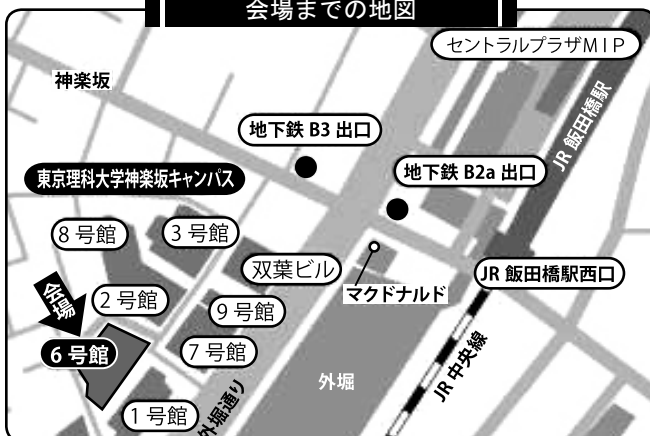 会場までの地図
セントラルプラザMIP
神楽坂
JR 飯田橋駅
地下鉄 B3 出口
東京理科大学神楽坂キャンパス
地下鉄 B2a 出口
8 号館
3 号館
双葉ビル
JR 飯田橋駅西口
会場
2 号館
マクドナルド
9 号館
6 号館
7 号館
外堀
JR 中央線
1 号館
外堀通り